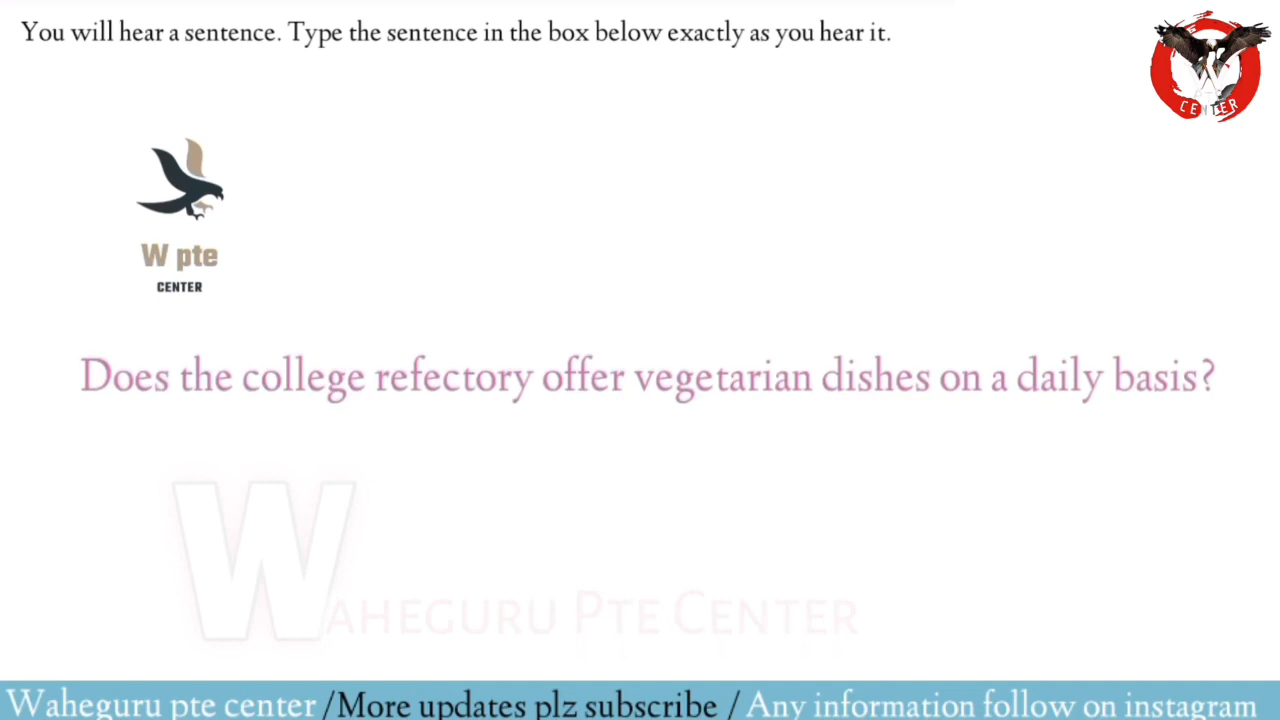 You will hear a sentence. Type the sentence in the box below exactly as you hear it.
W
PTE
CENTER
W pte
CENTER
Does the college refectory offer vegetarian dishes on a daily basis?
WAHEGURU PTE CENTER
Waheguru pte center /More updates plz subscribe / Any information follow on instagram